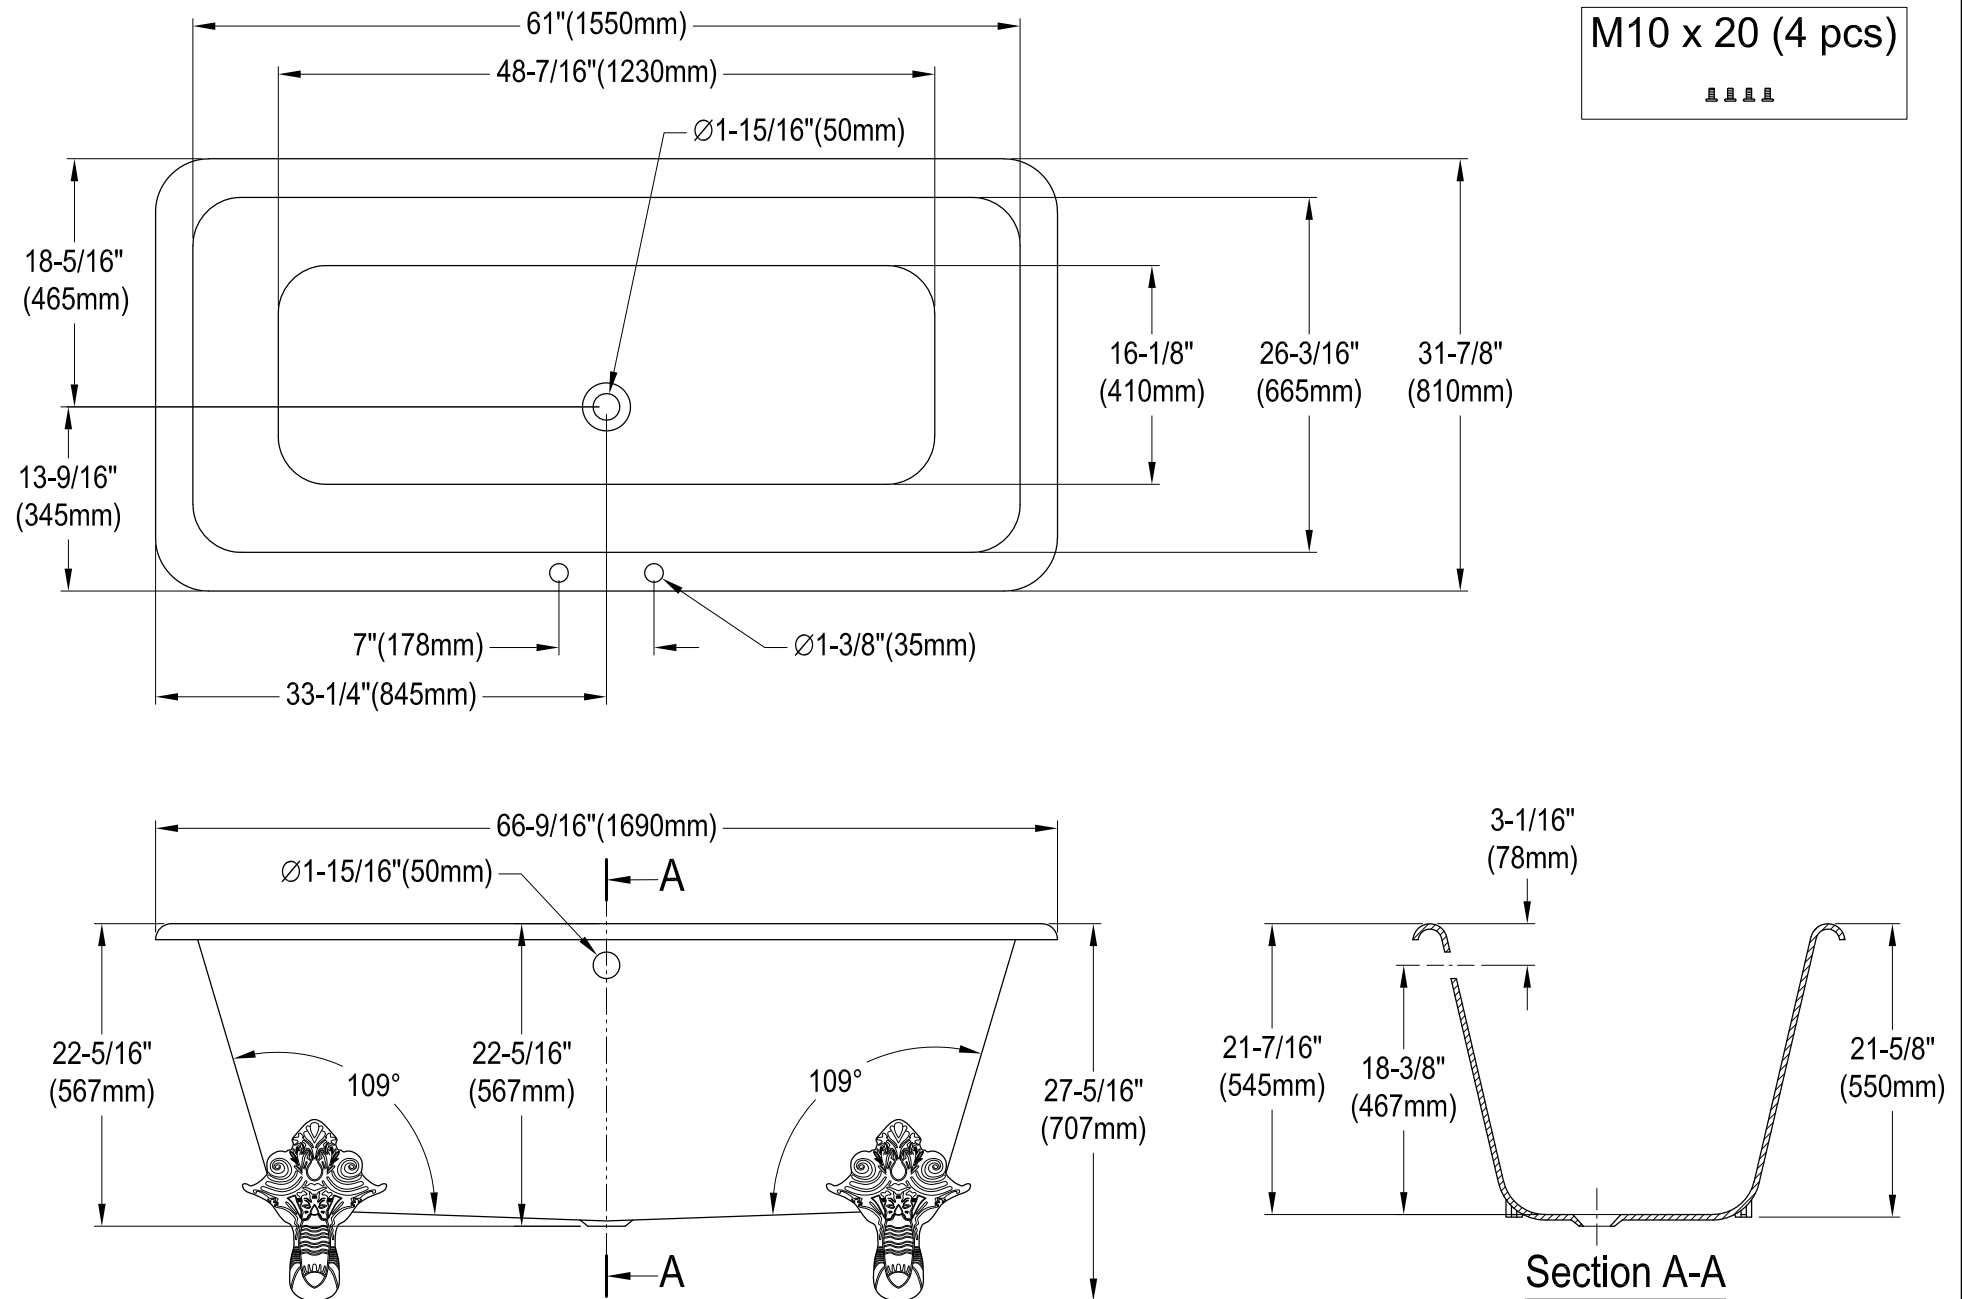 61"(1550mm)
48-7/16"(1230mm)
Ø1-15/16"(50mm)
M10 x 20 (4 pcs)
18-5/16"
(465mm)
13-9/16"
(345mm)
16-1/8"
(410mm)
26-3/16"
(665mm)
31-7/8"
(810mm)
7"(178mm)
Ø1-3/8"(35mm)
33-1/4"(845mm)
66-9/16"(1690mm)
Ø1-15/16"(50mm)
A
22-5/16"
(567mm)
109°
22-5/16"
(567mm)
109°
27-5/16"
(707mm)
A
3-1/16"
(78mm)
21-7/16"
(545mm)
18-3/8"
(467mm)
21-5/8"
(550mm)
Section A-A